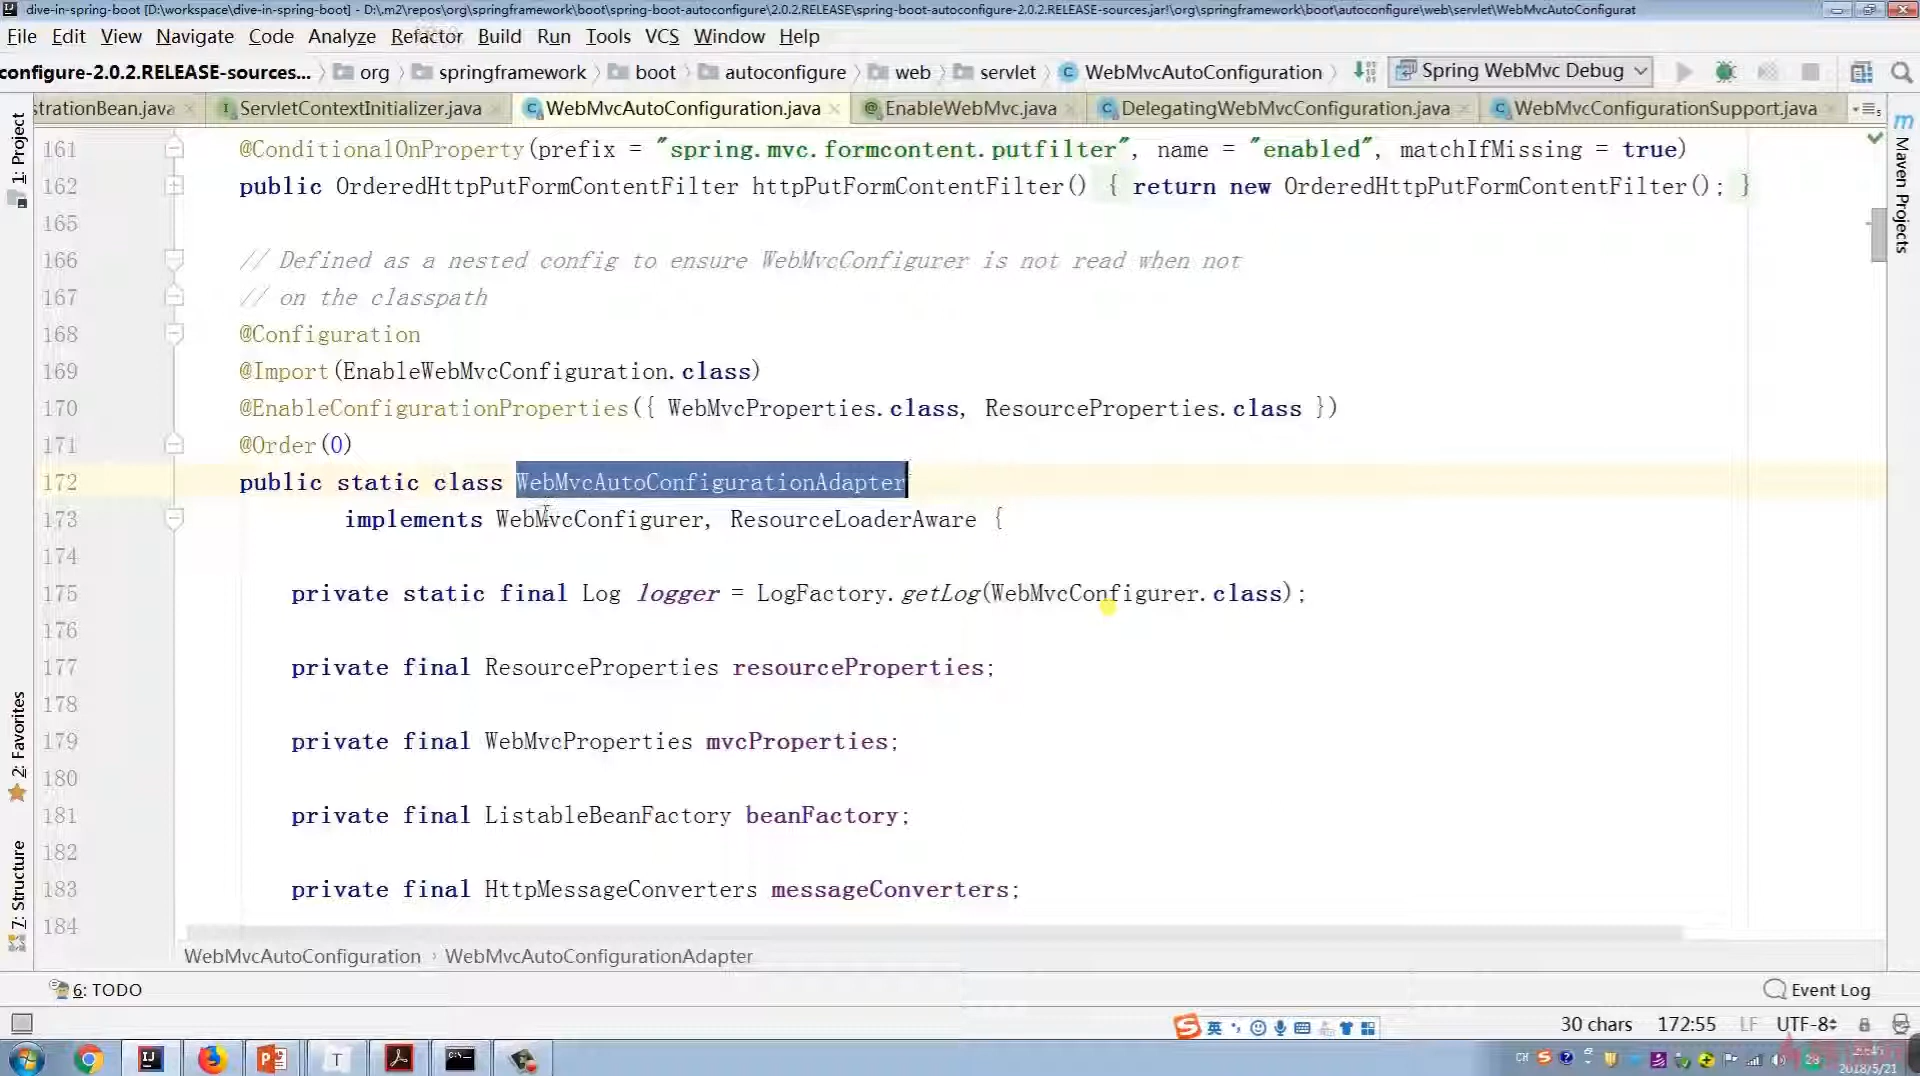 dive-in-spring-boot [D:\workspace\dive-in-spring-boot] - D:\.m2\repos\org\springframework\boot\spring-boot-autoconfigure\2.0.2.RELEASE\spring-boot-autoconfigure-2.0.2.RELEASE-sources.jar!\org\springframework\boot\autoconfigure\web\servlet\WebMvcAutoConfigurat
File Edit View Navigate Code Analyze Refactor Build Run Tools VCS Window Help
configure-2.0.2.RELEASE-sources... org springframework boot autoconfigure web servlet WebMvcAutoConfiguration Spring WebMvc Debug
strationBean.java ServletContextInitializer.java WebMvcAutoConfiguration.java EnableWebMvc.java DelegatingWebMvcConfiguration.java WebMvcConfigurationSupport.java
1: Project
2: Favorites
7: Structure
Maven Projects
161 @ConditionalOnProperty(prefix = "spring.mvc.formcontent.putfilter", name = "enabled", matchIfMissing = true)
162 public OrderedHttpPutFormContentFilter httpPutFormContentFilter() { return new OrderedHttpPutFormContentFilter(); }
165
166 // Defined as a nested config to ensure WebMvcConfigurer is not read when not
167 // on the classpath
168 @Configuration
169 @Import(EnableWebMvcConfiguration.class)
170 @EnableConfigurationProperties({ WebMvcProperties.class, ResourceProperties.class })
171 @Order(0)
172 public static class WebMvcAutoConfigurationAdapter
173 implements WebMvcConfigurer, ResourceLoaderAware {
174
175 private static final Log logger = LogFactory.getLog(WebMvcConfigurer.class);
176
177 private final ResourceProperties resourceProperties;
178
179 private final WebMvcProperties mvcProperties;
180
181 private final ListableBeanFactory beanFactory;
182
183 private final HttpMessageConverters messageConverters;
184
WebMvcAutoConfiguration › WebMvcAutoConfigurationAdapter
6: TODO Event Log
英
30 chars 172:55 LF UTF-8
CH
2018/5/21